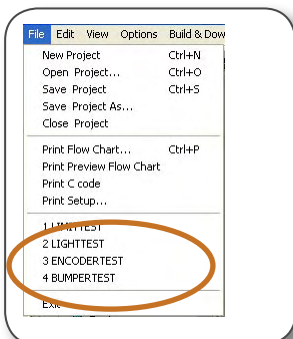 File Edit View Options Build & Dow
New Project Ctrl+N
Open Project... Ctrl+O
Save Project Ctrl+S
Save Project As...
Close Project
Print Flow Chart... Ctrl+P
Print Preview Flow Chart
Print C code
Print Setup...
1 LIMITTEST
2 LIGHTTEST
3 ENCODERTEST
4 BUMPERTEST